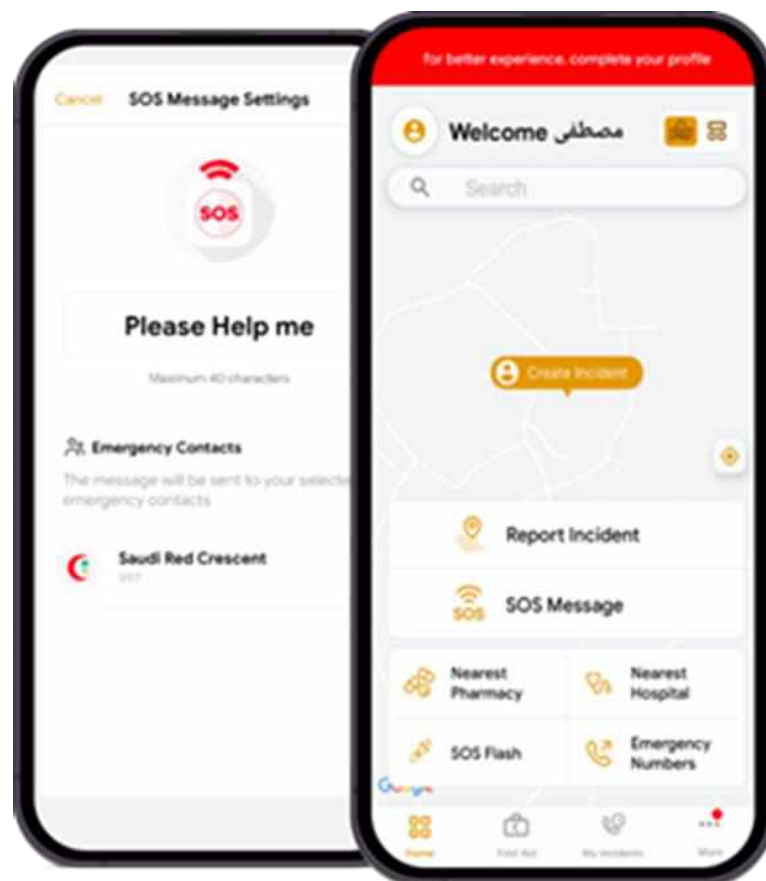 Cancel
SOS Message Settings
SOS
Please Help me
Maximum 40 characters
Emergency Contacts
The message will be sent to your selecte
emergency contacts
Saudi Red Crescent
997
for better experience, complete your profile
Welcome مصطفى
Search
Create Incident
Report Incident
SOS
SOS Message
Nearest
Pharmacy
Nearest
Hospital
SOS Flash
Emergency
Numbers
Google
Home
First Aid
My Incidents
More